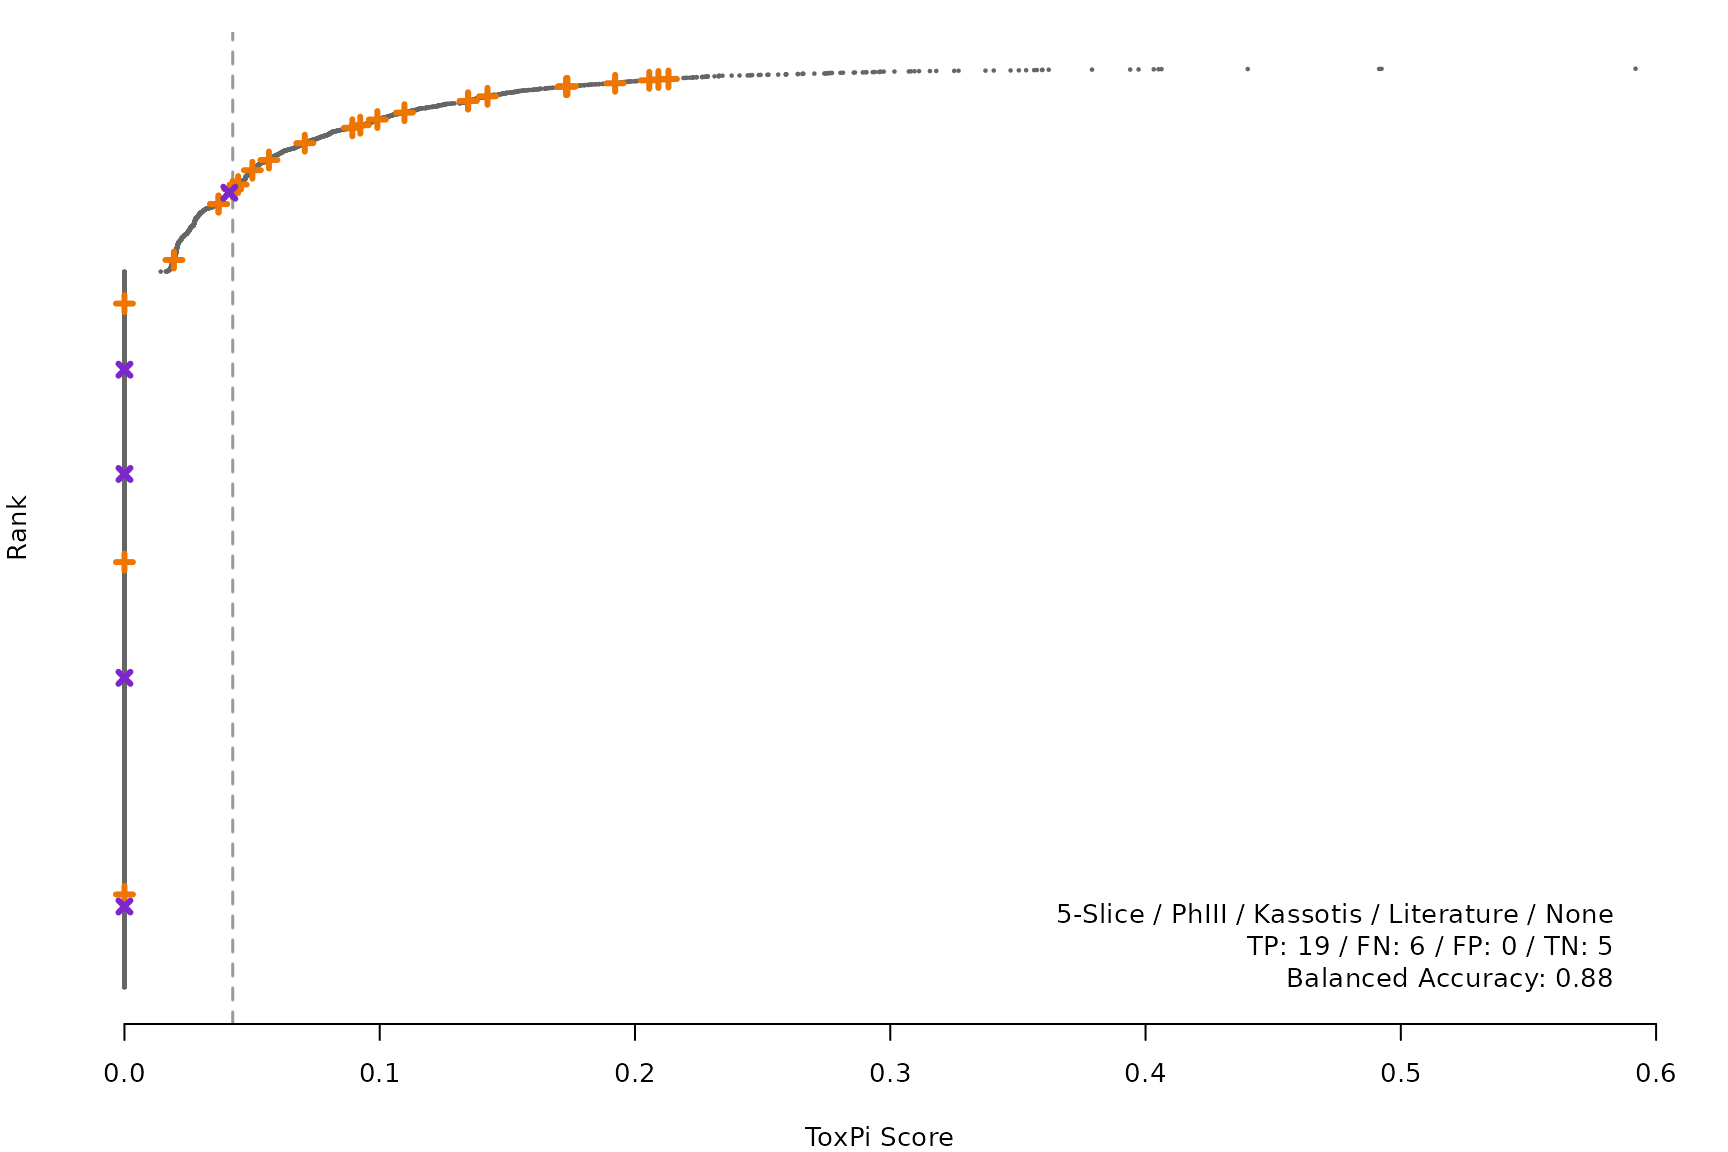 Rank
5-Slice / PhIII / Kassotis / Literature / None
TP: 19 / FN: 6 / FP: 0 / TN: 5
Balanced Accuracy: 0.88
0.0 0.1 0.2 0.3 0.4 0.5 0.6
ToxPi Score